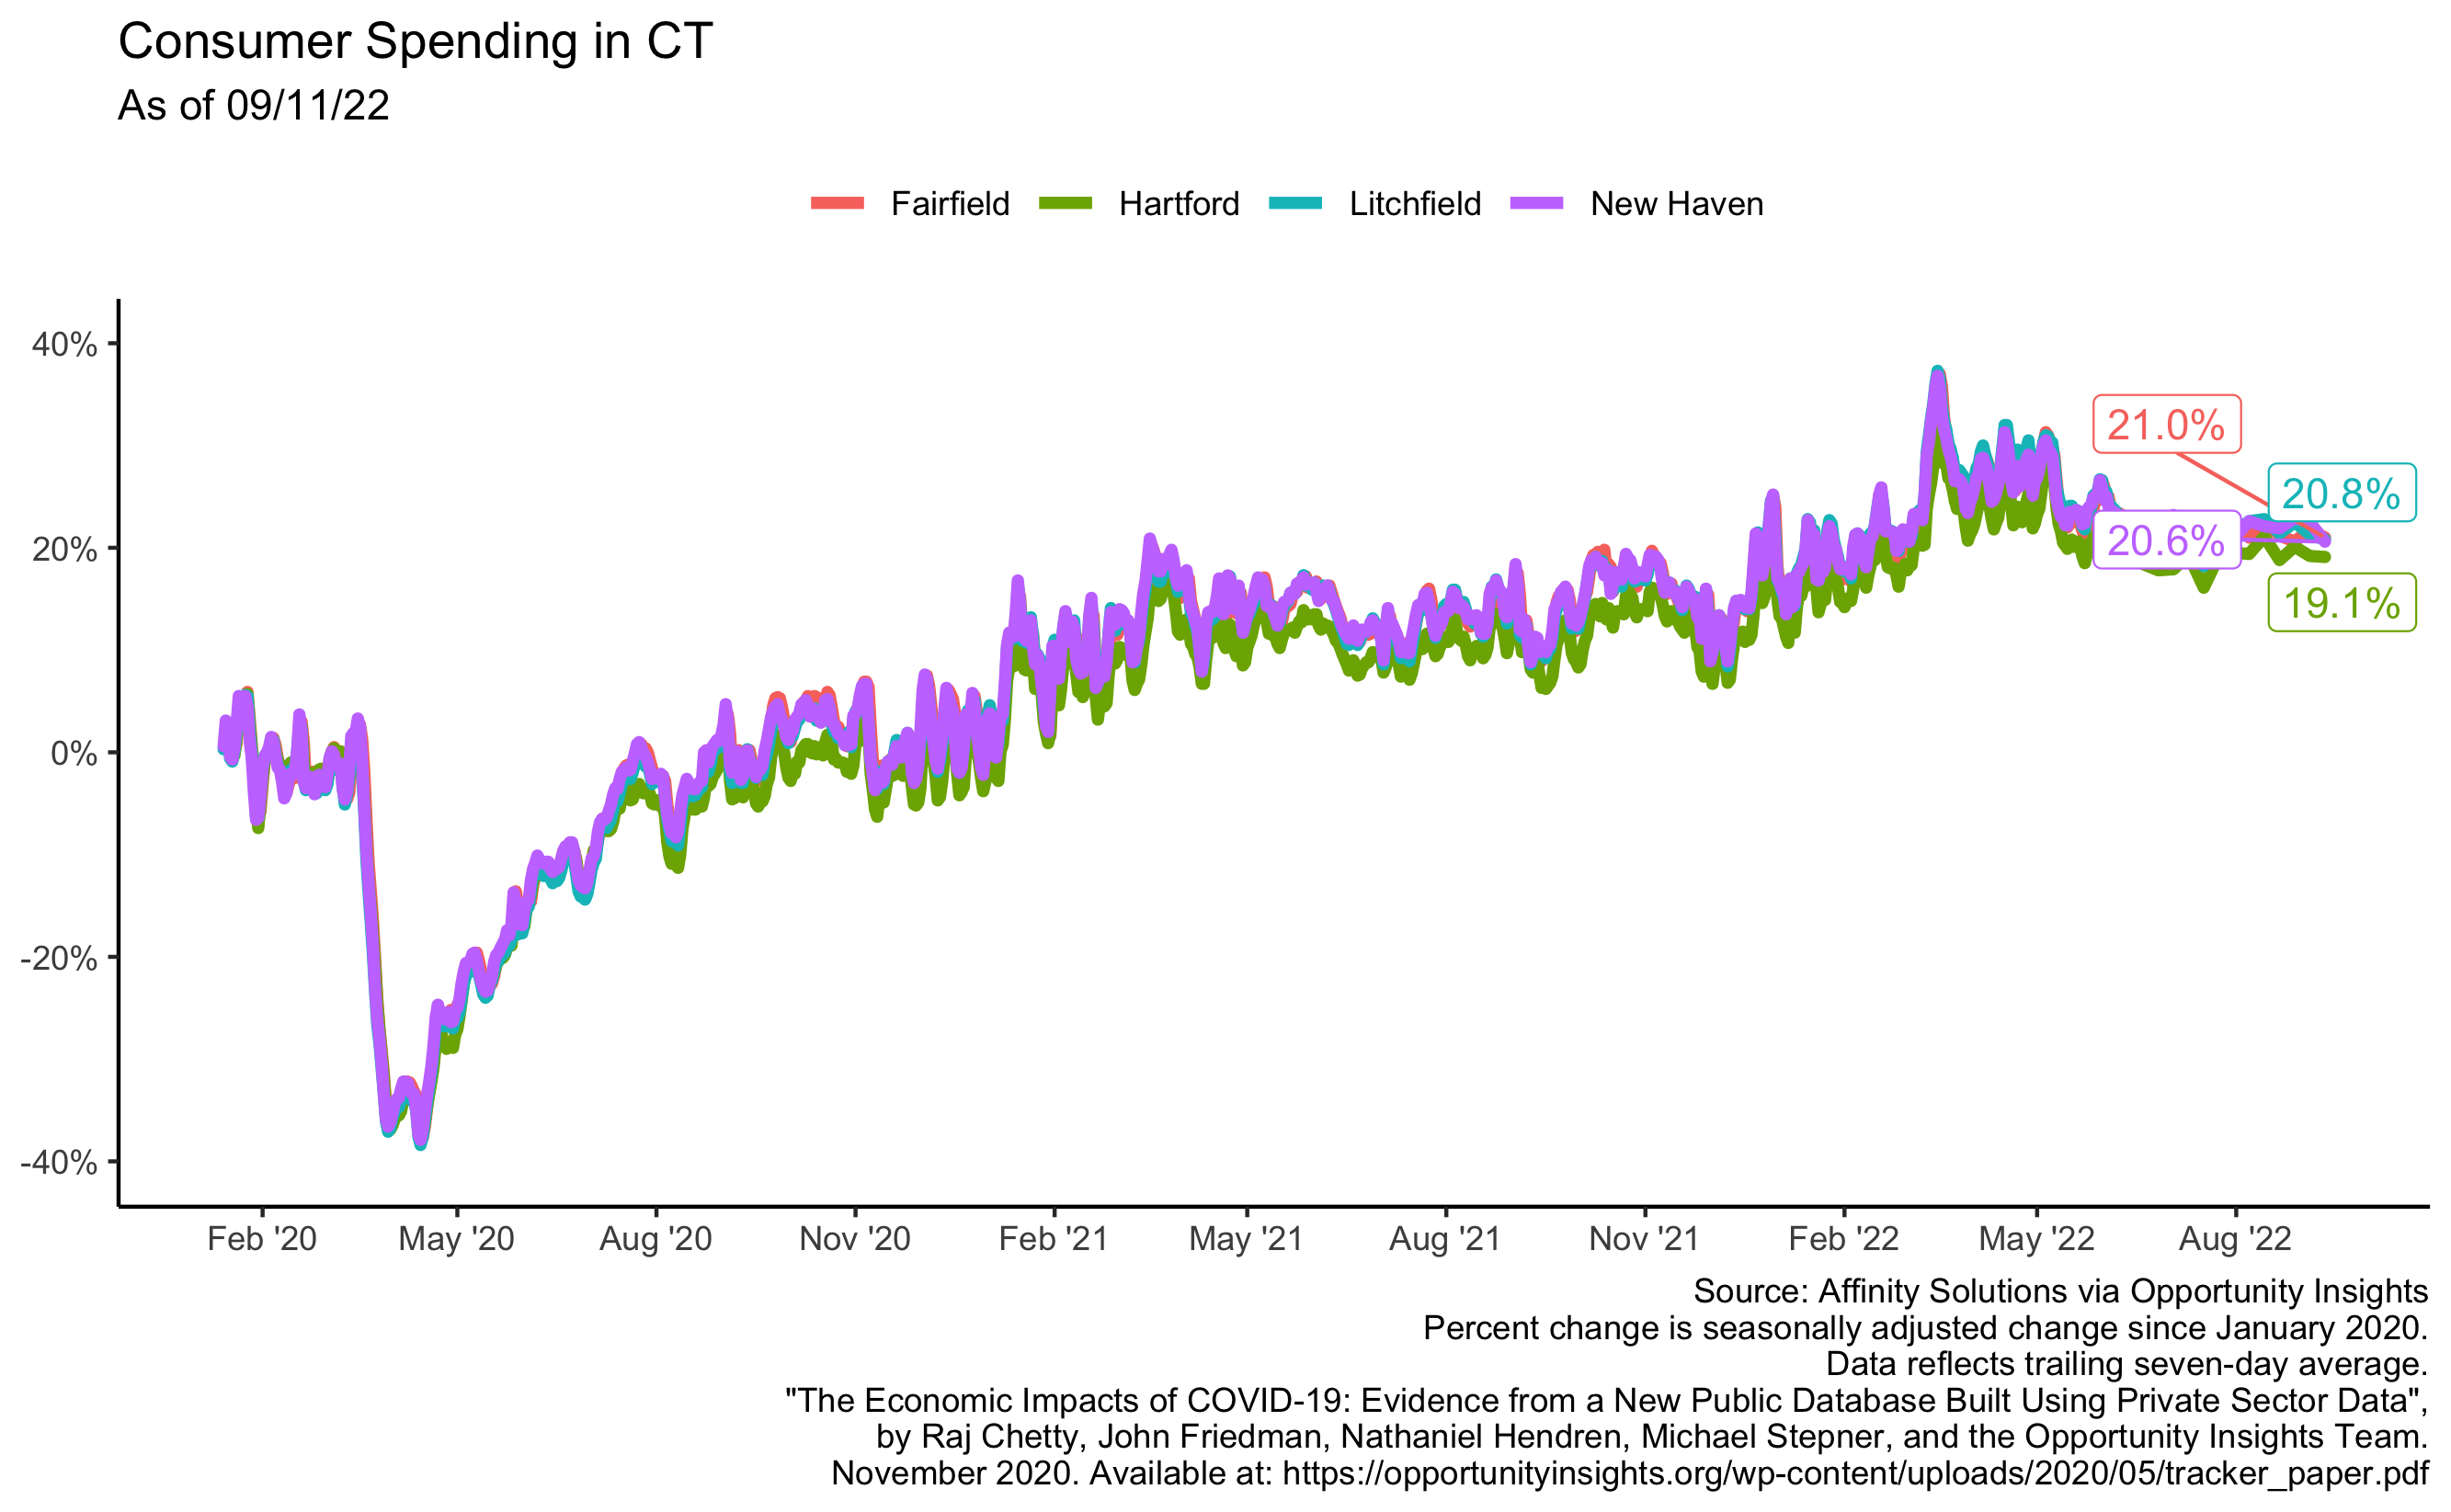 Consumer Spending in CT
As of 09/11/22
Fairfield Hartford Litchfield New Haven
40%
20%
0%
-20%
-40%
21.0%
20.8%
20.6%
19.1%
Feb '20 May '20 Aug '20 Nov '20 Feb '21 May '21 Aug '21 Nov '21 Feb '22 May '22 Aug '22
Source: Affinity Solutions via Opportunity Insights
Percent change is seasonally adjusted change since January 2020.
Data reflects trailing seven-day average.
"The Economic Impacts of COVID-19: Evidence from a New Public Database Built Using Private Sector Data",
by Raj Chetty, John Friedman, Nathaniel Hendren, Michael Stepner, and the Opportunity Insights Team.
November 2020. Available at: https://opportunityinsights.org/wp-content/uploads/2020/05/tracker_paper.pdf